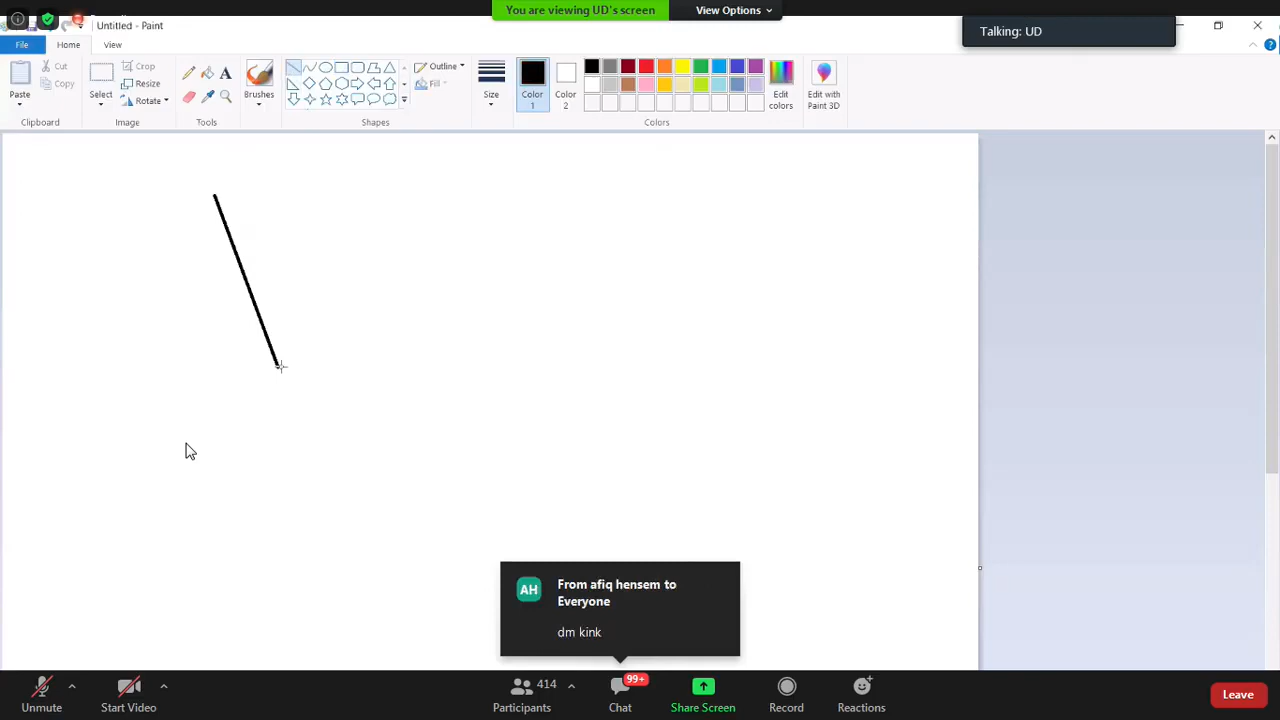 You are viewing UD's screen
View Options
Talking: UD
Untitled - Paint
File
Home
View
Paste
Cut
Copy
Clipboard
Select
Crop
Resize
Rotate
Image
A
Tools
Brushes
Outline
Fill
Shapes
Size
Color
1
Color
2
Edit
colors
Colors
Edit with
Paint 3D
AH
From afiq hensem to
Everyone
dm kink
Unmute
Start Video
414
Participants
99+
Chat
Share Screen
Record
Reactions
Leave